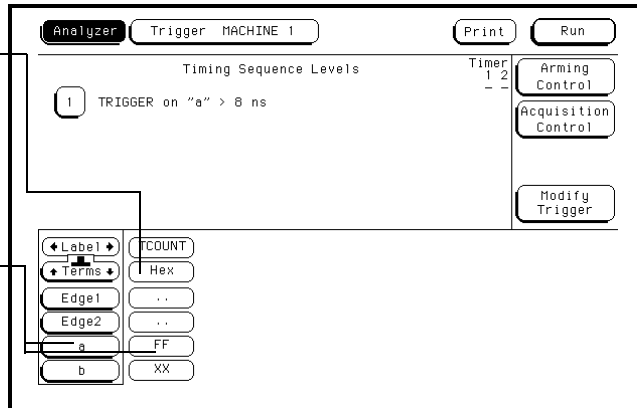 Analyzer Trigger MACHINE 1 Print Run
Timing Sequence Levels
Timer
1 2
- -
Arming
Control
1 TRIGGER on "a" > 8 ns
Acquisition
Control
Modify
Trigger
Label TCOUNT
Terms Hex
Edge1 ..
Edge2 ..
a FF
b XX